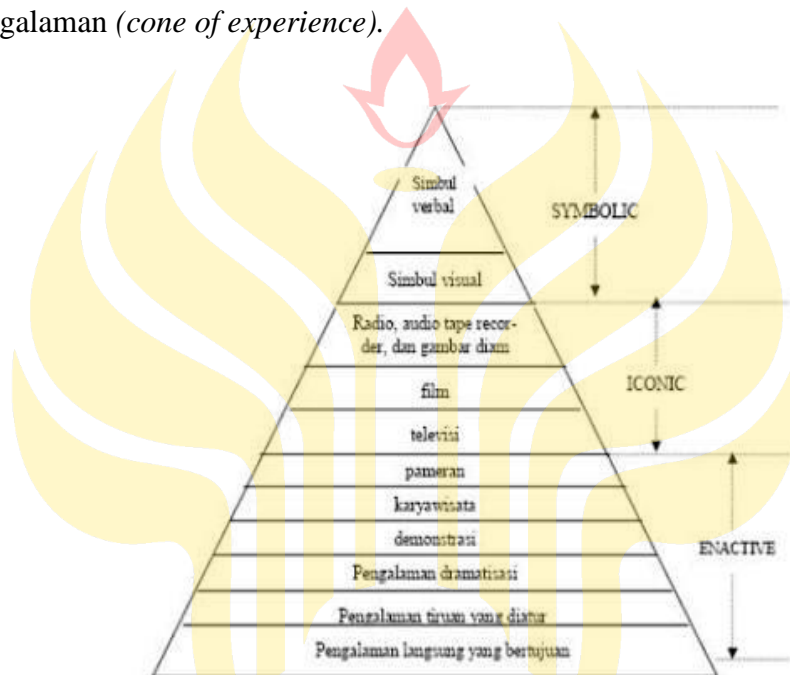 galaman (cone of experience).
Simbul
verbal
SYMBOLIC
Simbul visual
Radio, audio tape recor-
der, dan gambar diam
ICONIC
film
televisi
pameran
karyawisata
demonstrasi
ENACTIVE
Pengalaman dramatisasi
Pengalaman tiruan yang diatur
Pengalaman langsung yang bertujuan